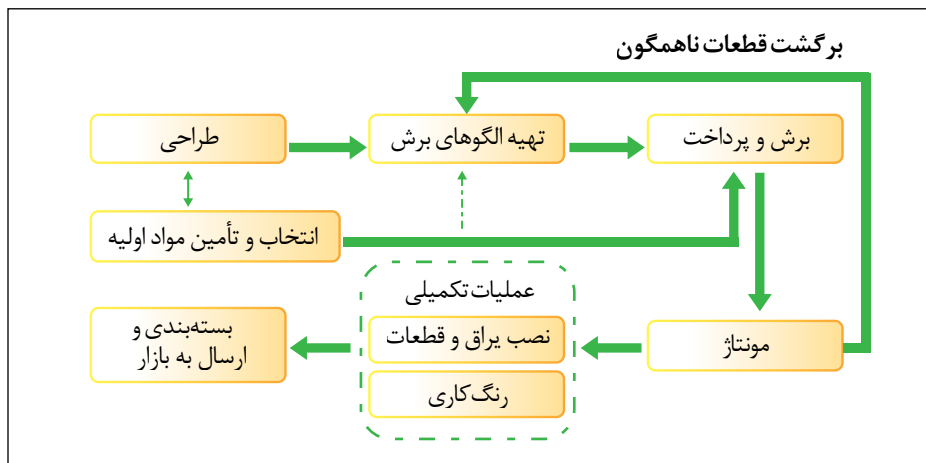 برگشت قطعات ناهمگون
طراحی
تهیه الگوهای برش
برش و پرداخت
انتخاب و تأمین مواد اولیه
عملیات تکمیلی
نصب یراق و قطعات
رنگ‌کاری
مونتاژ
بسته‌بندی و
ارسال به بازار